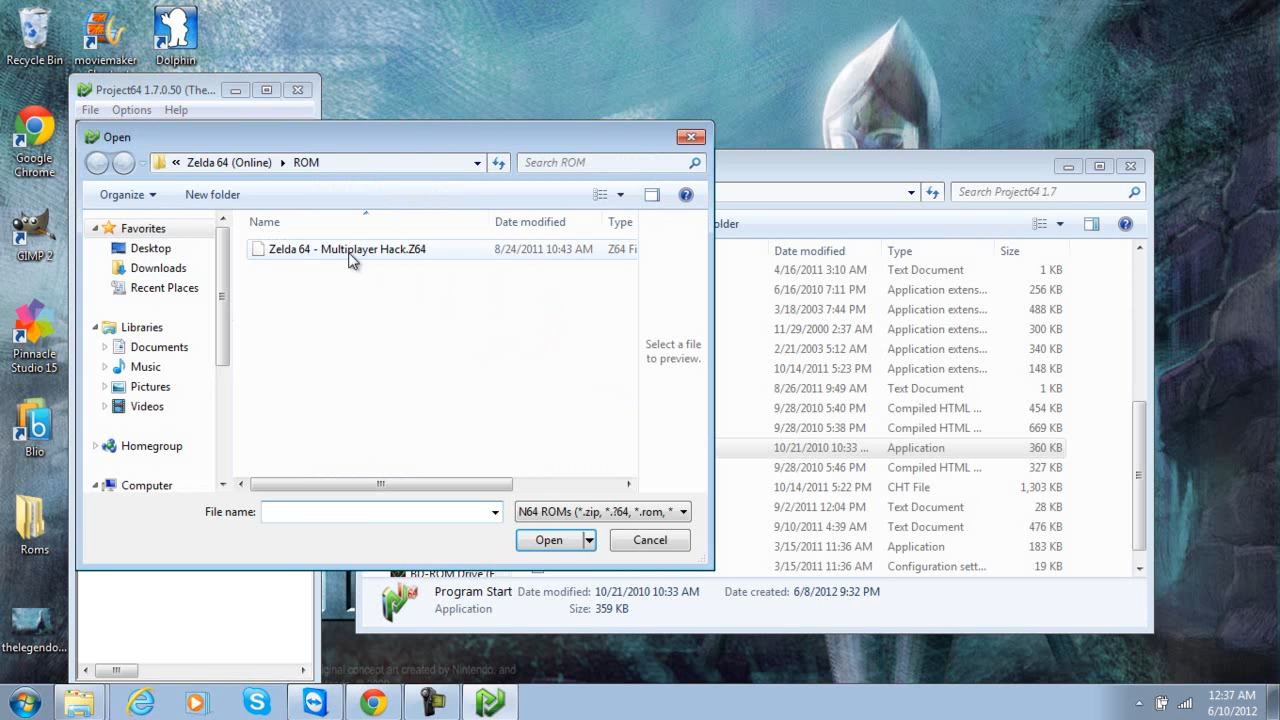 Recycle Bin
moviemaker
Dolphin
Google
Chrome
GIMP 2
Pinnacle
Studio 15
Blio
Roms
thelegendo...
Project64 1.7.0.50 (The...
File Options Help
Open
« Zelda 64 (Online) ROM
Search ROM
Organize New folder
Name Date modified Type
Zelda 64 - Multiplayer Hack.Z64 8/24/2011 10:43 AM Z64 Fi
Favorites
Desktop
Downloads
Recent Places
Libraries
Documents
Music
Pictures
Videos
Homegroup
Computer
Select a file
to preview.
File name:
N64 ROMs (*.zip, *.?64, *.rom, *
Open Cancel
Search Project64 1.7
older
Date modified Type Size
4/16/2011 3:10 AM Text Document 1 KB
6/16/2010 7:11 PM Application extens... 256 KB
3/18/2003 7:44 PM Application extens... 488 KB
11/29/2000 2:37 AM Application extens... 300 KB
2/21/2003 5:12 AM Application extens... 340 KB
10/14/2011 5:23 PM Application extens... 148 KB
8/26/2011 9:49 AM Text Document 1 KB
9/28/2010 5:40 PM Compiled HTML ... 454 KB
9/28/2010 5:38 PM Compiled HTML ... 669 KB
10/21/2010 10:33 ... Application 360 KB
9/28/2010 5:46 PM Compiled HTML ... 327 KB
10/14/2011 5:22 PM CHT File 1,303 KB
9/2/2011 12:04 PM Text Document 28 KB
9/10/2011 4:39 AM Text Document 476 KB
3/15/2011 11:36 AM Application 183 KB
3/15/2011 11:36 AM Configuration sett... 19 KB
BD-ROM Drive (E
Program Start Date modified: 10/21/2010 10:33 AM Date created: 6/8/2012 9:32 PM
Application Size: 359 KB
ginal concept art created by Nintendo, and
12:37 AM
6/10/2012